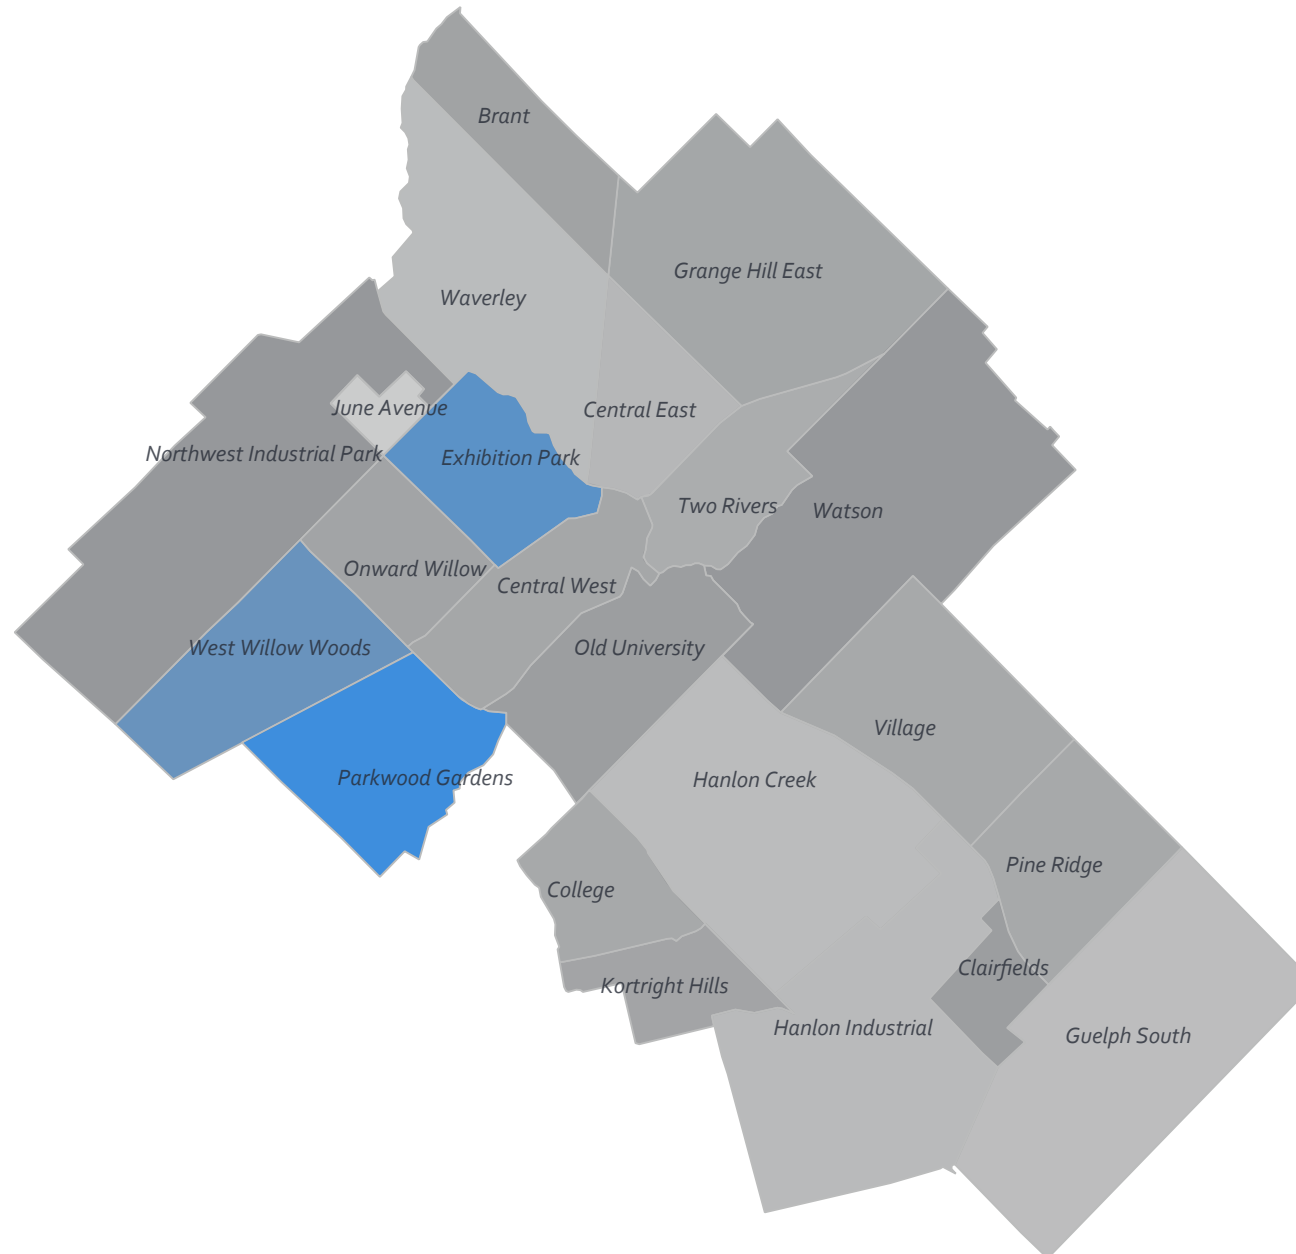 Brant
Grange Hill East
Waverley
June Avenue
Central East
Northwest Industrial Park
Exhibition Park
Two Rivers
Watson
Onward Willow
Central West
West Willow Woods
Old University
Village
Parkwood Gardens
Hanlon Creek
Pine Ridge
College
Clairfields
Kortright Hills
Hanlon Industrial
Guelph South